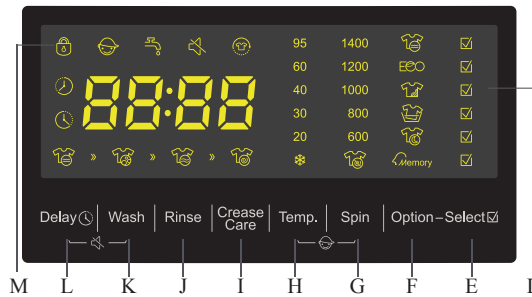 95 1400
60 1200 ECO
88:88
40 1000
30 800
20 600
» » » Memory
Delay Wash Rinse Crease Care Temp. Spin Option–Select
M L K J I H G F E